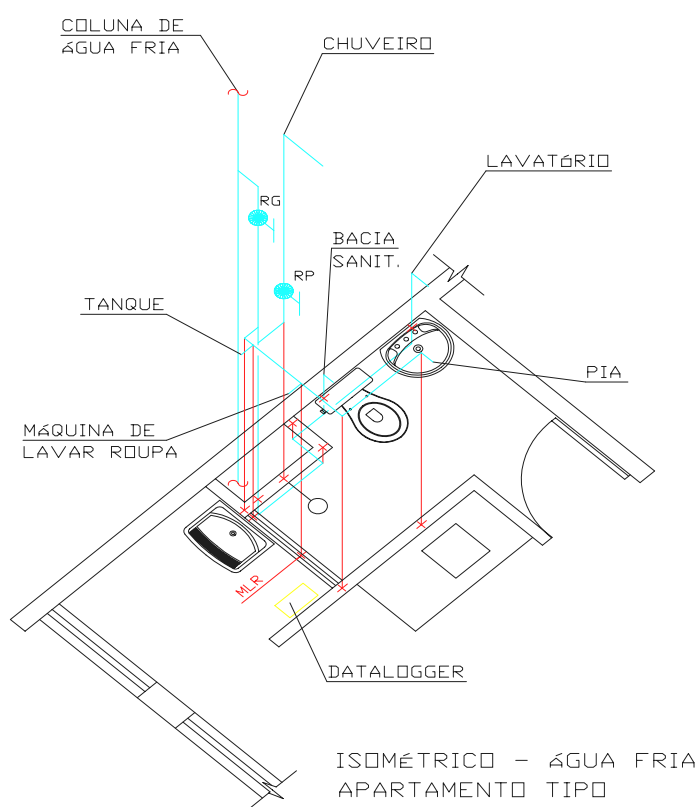 COLUNA DE
áGUA FRIA
CHUVEIRO
LAVATóRIO
RG
BACIA
SANIT.
RP
TANQUE
PIA
MáQUINA DE
LAVAR ROUPA
MLR
DATALOGGER
ISOMéTRICO - áGUA FRIA
APARTAMENTO TIPO